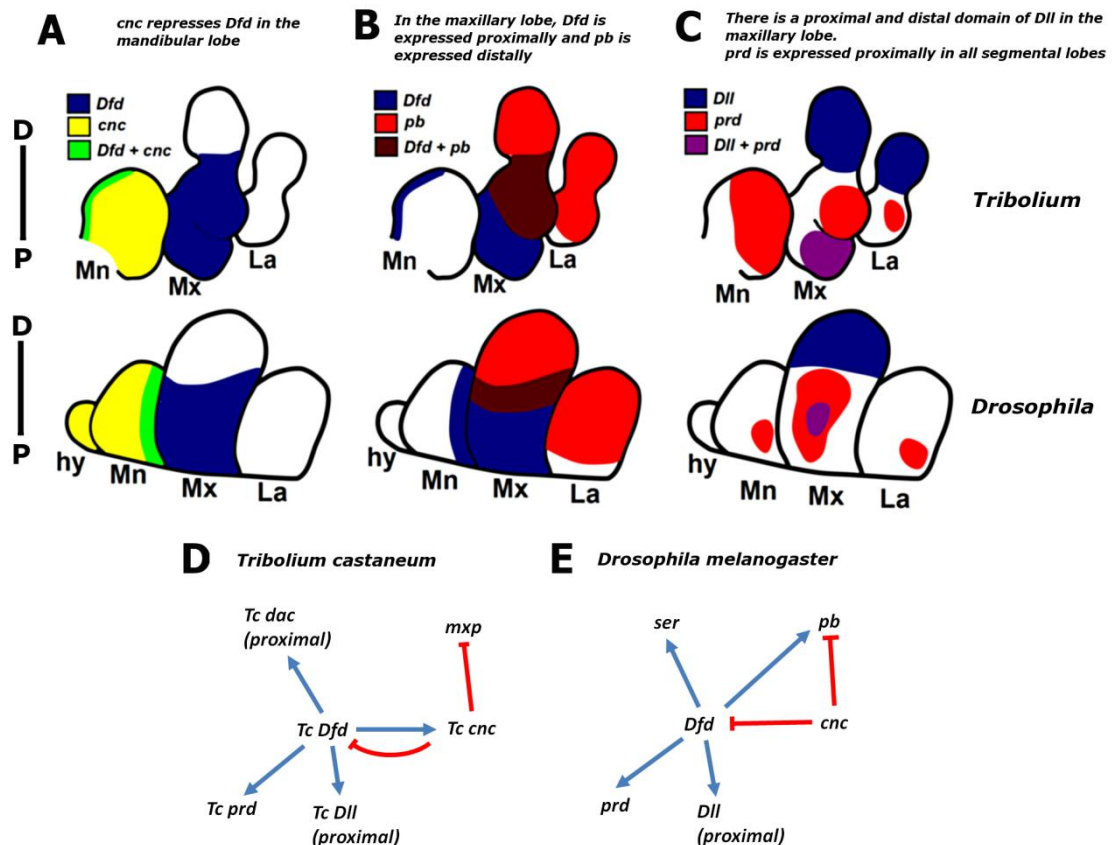 A
cnc represses Dfd in the
mandibular lobe
Dfd
cnc
Dfd + cnc
D
P
Mn
Mx
La
B
In the maxillary lobe, Dfd is
expressed proximally and pb is
expressed distally
Dfd
pb
Dfd + pb
Mn
Mx
La
C
There is a proximal and distal domain of Dll in the
maxillary lobe.
prd is expressed proximally in all segmental lobes
Dll
prd
Dll + prd
Mn
Mx
La
Tribolium
D
P
hy
Mn
Mx
La
hy
Mn
Mx
La
hy
Mn
Mx
La
Drosophila
D
Tribolium castaneum
Tc dac
(proximal)
mxp
Tc Dfd
Tc cnc
Tc prd
Tc Dll
(proximal)
E
Drosophila melanogaster
ser
pb
Dfd
cnc
prd
Dll
(proximal)